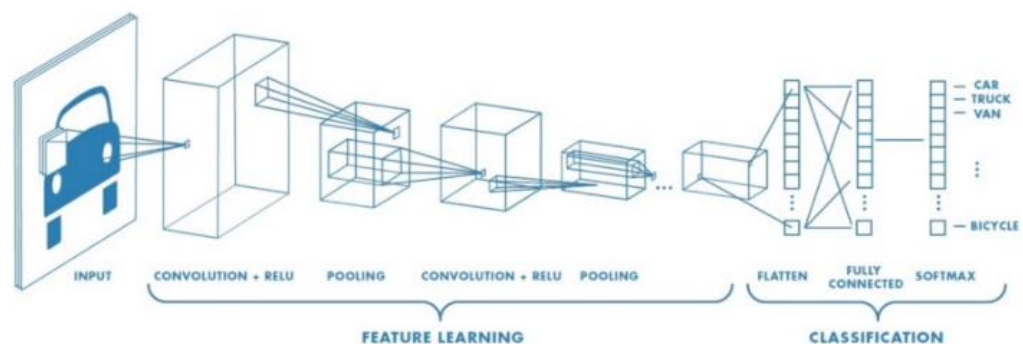 CAR
TRUCK
VAN
BICYCLE
INPUT
CONVOLUTION + RELU
POOLING
CONVOLUTION + RELU
POOLING
FLATTEN
FULLY
CONNECTED
SOFTMAX
FEATURE LEARNING
CLASSIFICATION